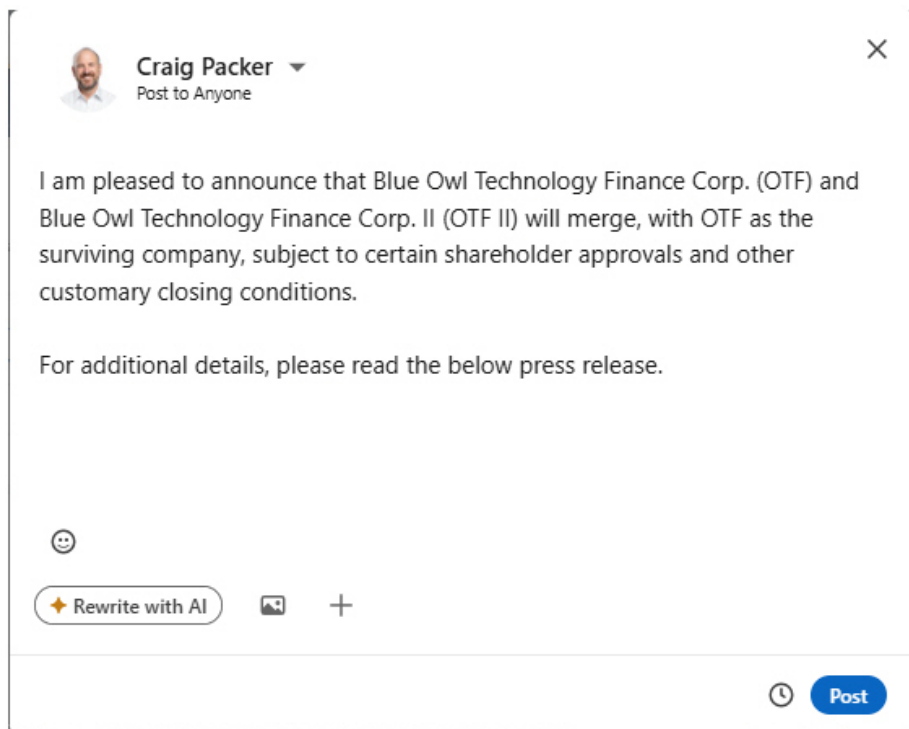 Craig Packer
Post to Anyone
I am pleased to announce that Blue Owl Technology Finance Corp. (OTF) and
Blue Owl Technology Finance Corp. II (OTF II) will merge, with OTF as the
surviving company, subject to certain shareholder approvals and other
customary closing conditions.
For additional details, please read the below press release.
Rewrite with AI
Post